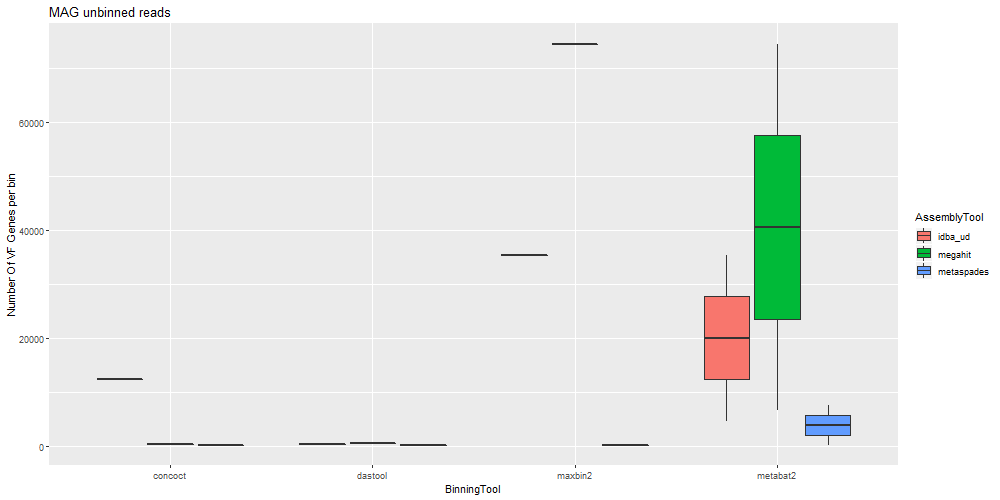 MAG unbinned reads
Number Of VF Genes per bin
60000
40000
20000
0
concoct dastool maxbin2 metabat2
BinningTool
AssemblyTool
idba_ud
megahit
metaspades